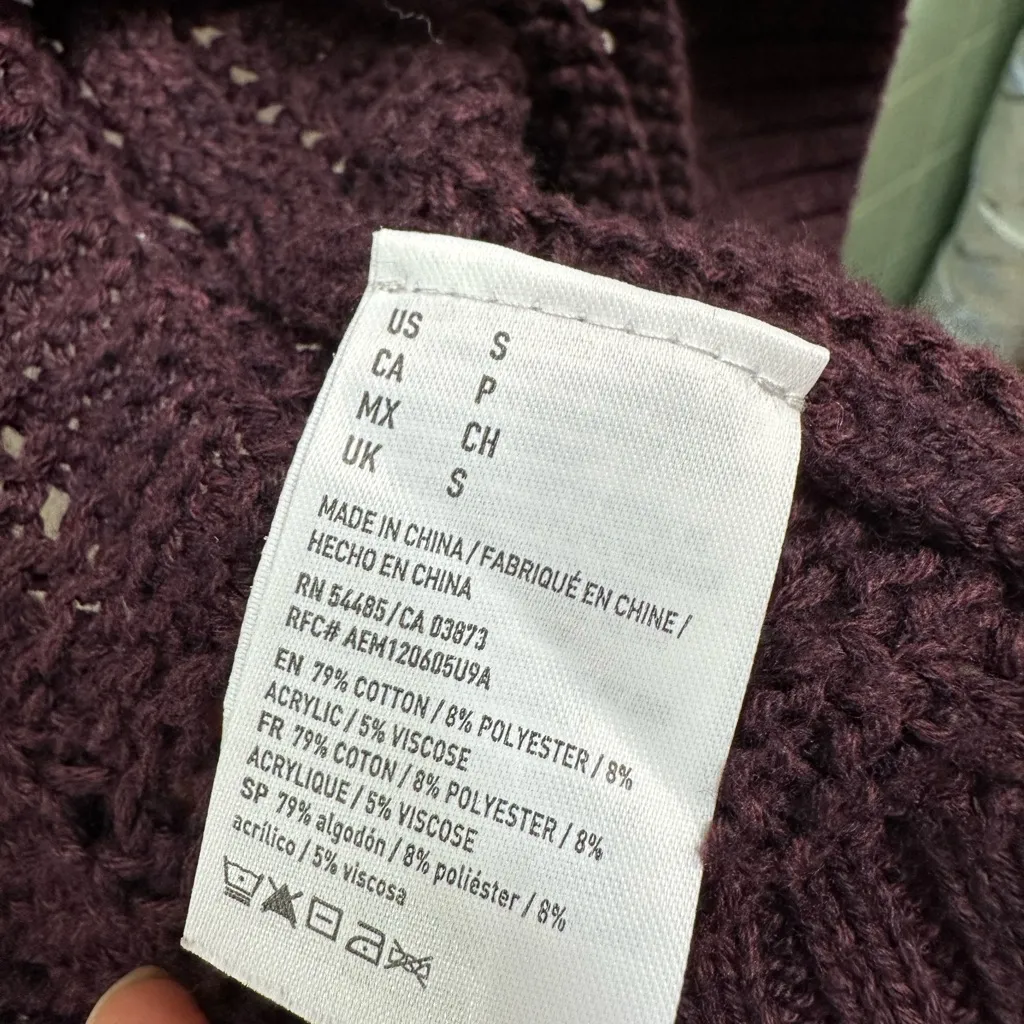 US S
CA P
MX CH
UK S
MADE IN CHINA / FABRIQUÉ EN CHINE /
HECHO EN CHINA
RN 54485 / CA 03873
RFC# AEM120605U9A
EN 79% COTTON / 8% POLYESTER / 8%
ACRYLIC / 5% VISCOSE
FR 79% COTON / 8% POLYESTER / 8%
ACRYLIQUE / 5% VISCOSE
SP 79% algodón / 8% poliéster / 8%
acrílico / 5% viscosa